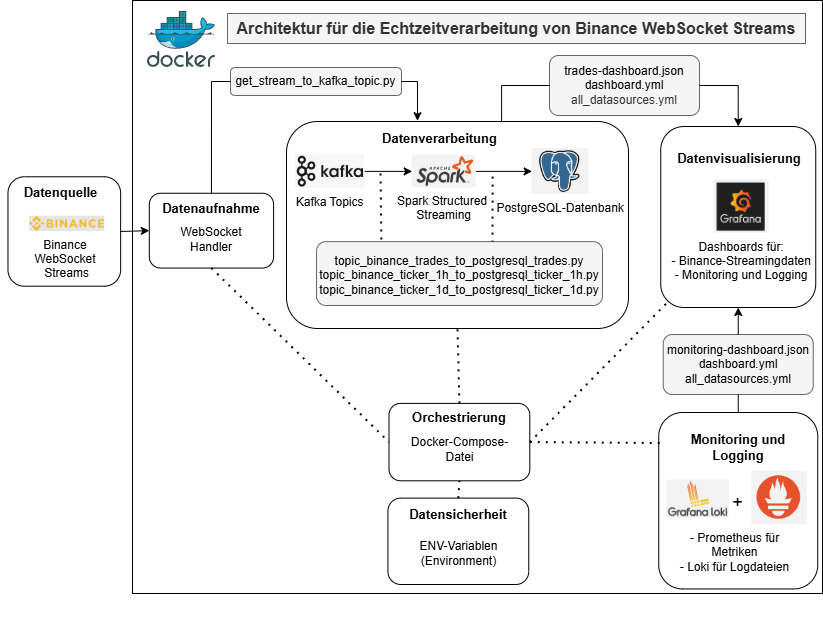 docker
Architektur für die Echtzeitverarbeitung von Binance WebSocket Streams
get_stream_to_kafka_topic.py
trades-dashboard.json
dashboard.yml
all_datasources.yml
Datenquelle
BINANCE
Binance
WebSocket
Streams
Datenaufnahme
WebSocket
Handler
Datenverarbeitung
kafka
Kafka Topics
APACHE
Spark
Spark Structured
Streaming
PostgreSQL-Datenbank
topic_binance_trades_to_postgresql_trades.py
topic_binance_ticker_1h_to_postgresql_ticker_1h.py
topic_binance_ticker_1d_to_postgresql_ticker_1d.py
Datenvisualisierung
Grafana
Dashboards für:
- Binance-Streamingdaten
- Monitoring und Logging
monitoring-dashboard.json
dashboard.yml
all_datasources.yml
Orchestrierung
Docker-Compose-
Datei
Datensicherheit
ENV-Variablen
(Environment)
Monitoring und
Logging
Grafana loki
+
- Prometheus für
Metriken
- Loki für Logdateien